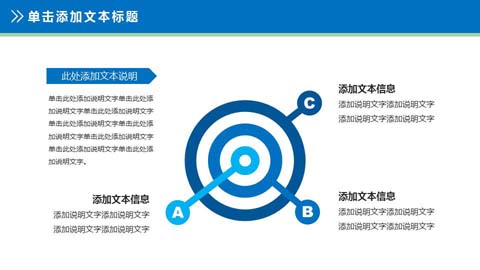 单击添加文本标题
此处添加文本说明
单击此处添加说明文字单击此处添
加说明文字单击此处添加说明文字
单击此处添加说明文字单击此处添
加说明文字单击此处添加说明文字
单击此处添加说明文字单击此处添
加说明文字。
C
添加文本信息
添加说明文字添加说明文字
添加说明文字添加说明文字
添加文本信息
添加说明文字添加说明文字
添加说明文字添加说明文字
A
B
添加文本信息
添加说明文字添加说明文字
添加说明文字添加说明文字